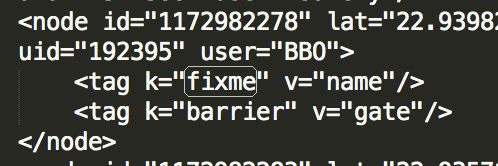 <node id="1172982278" lat="22.93982
uid="192395" user="BBO">
<tag k="fixme" v="name"/>
<tag k="barrier" v="gate"/>
</node>